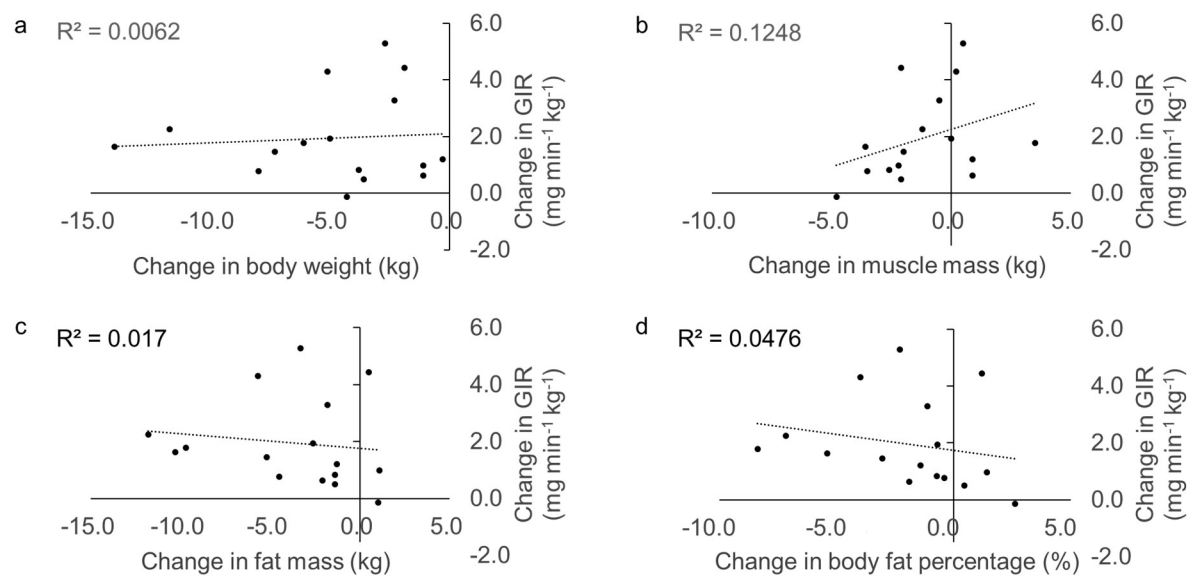 a
R² = 0.0062
6.0
4.0
2.0
0.0
-2.0
-15.0 -10.0 -5.0 0.0
Change in body weight (kg)
Change in GIR
(mg min⁻¹ kg⁻¹)
b
R² = 0.1248
6.0
4.0
2.0
0.0
-2.0
-10.0 -5.0 0.0 5.0
Change in muscle mass (kg)
Change in GIR
(mg min⁻¹ kg⁻¹)
c
R² = 0.017
6.0
4.0
2.0
0.0
-2.0
-15.0 -10.0 -5.0 0.0 5.0
Change in fat mass (kg)
Change in GIR
(mg min⁻¹ kg⁻¹)
d
R² = 0.0476
6.0
4.0
2.0
0.0
-2.0
-10.0 -5.0 0.0 5.0
Change in body fat percentage (%)
Change in GIR
(mg min⁻¹ kg⁻¹)